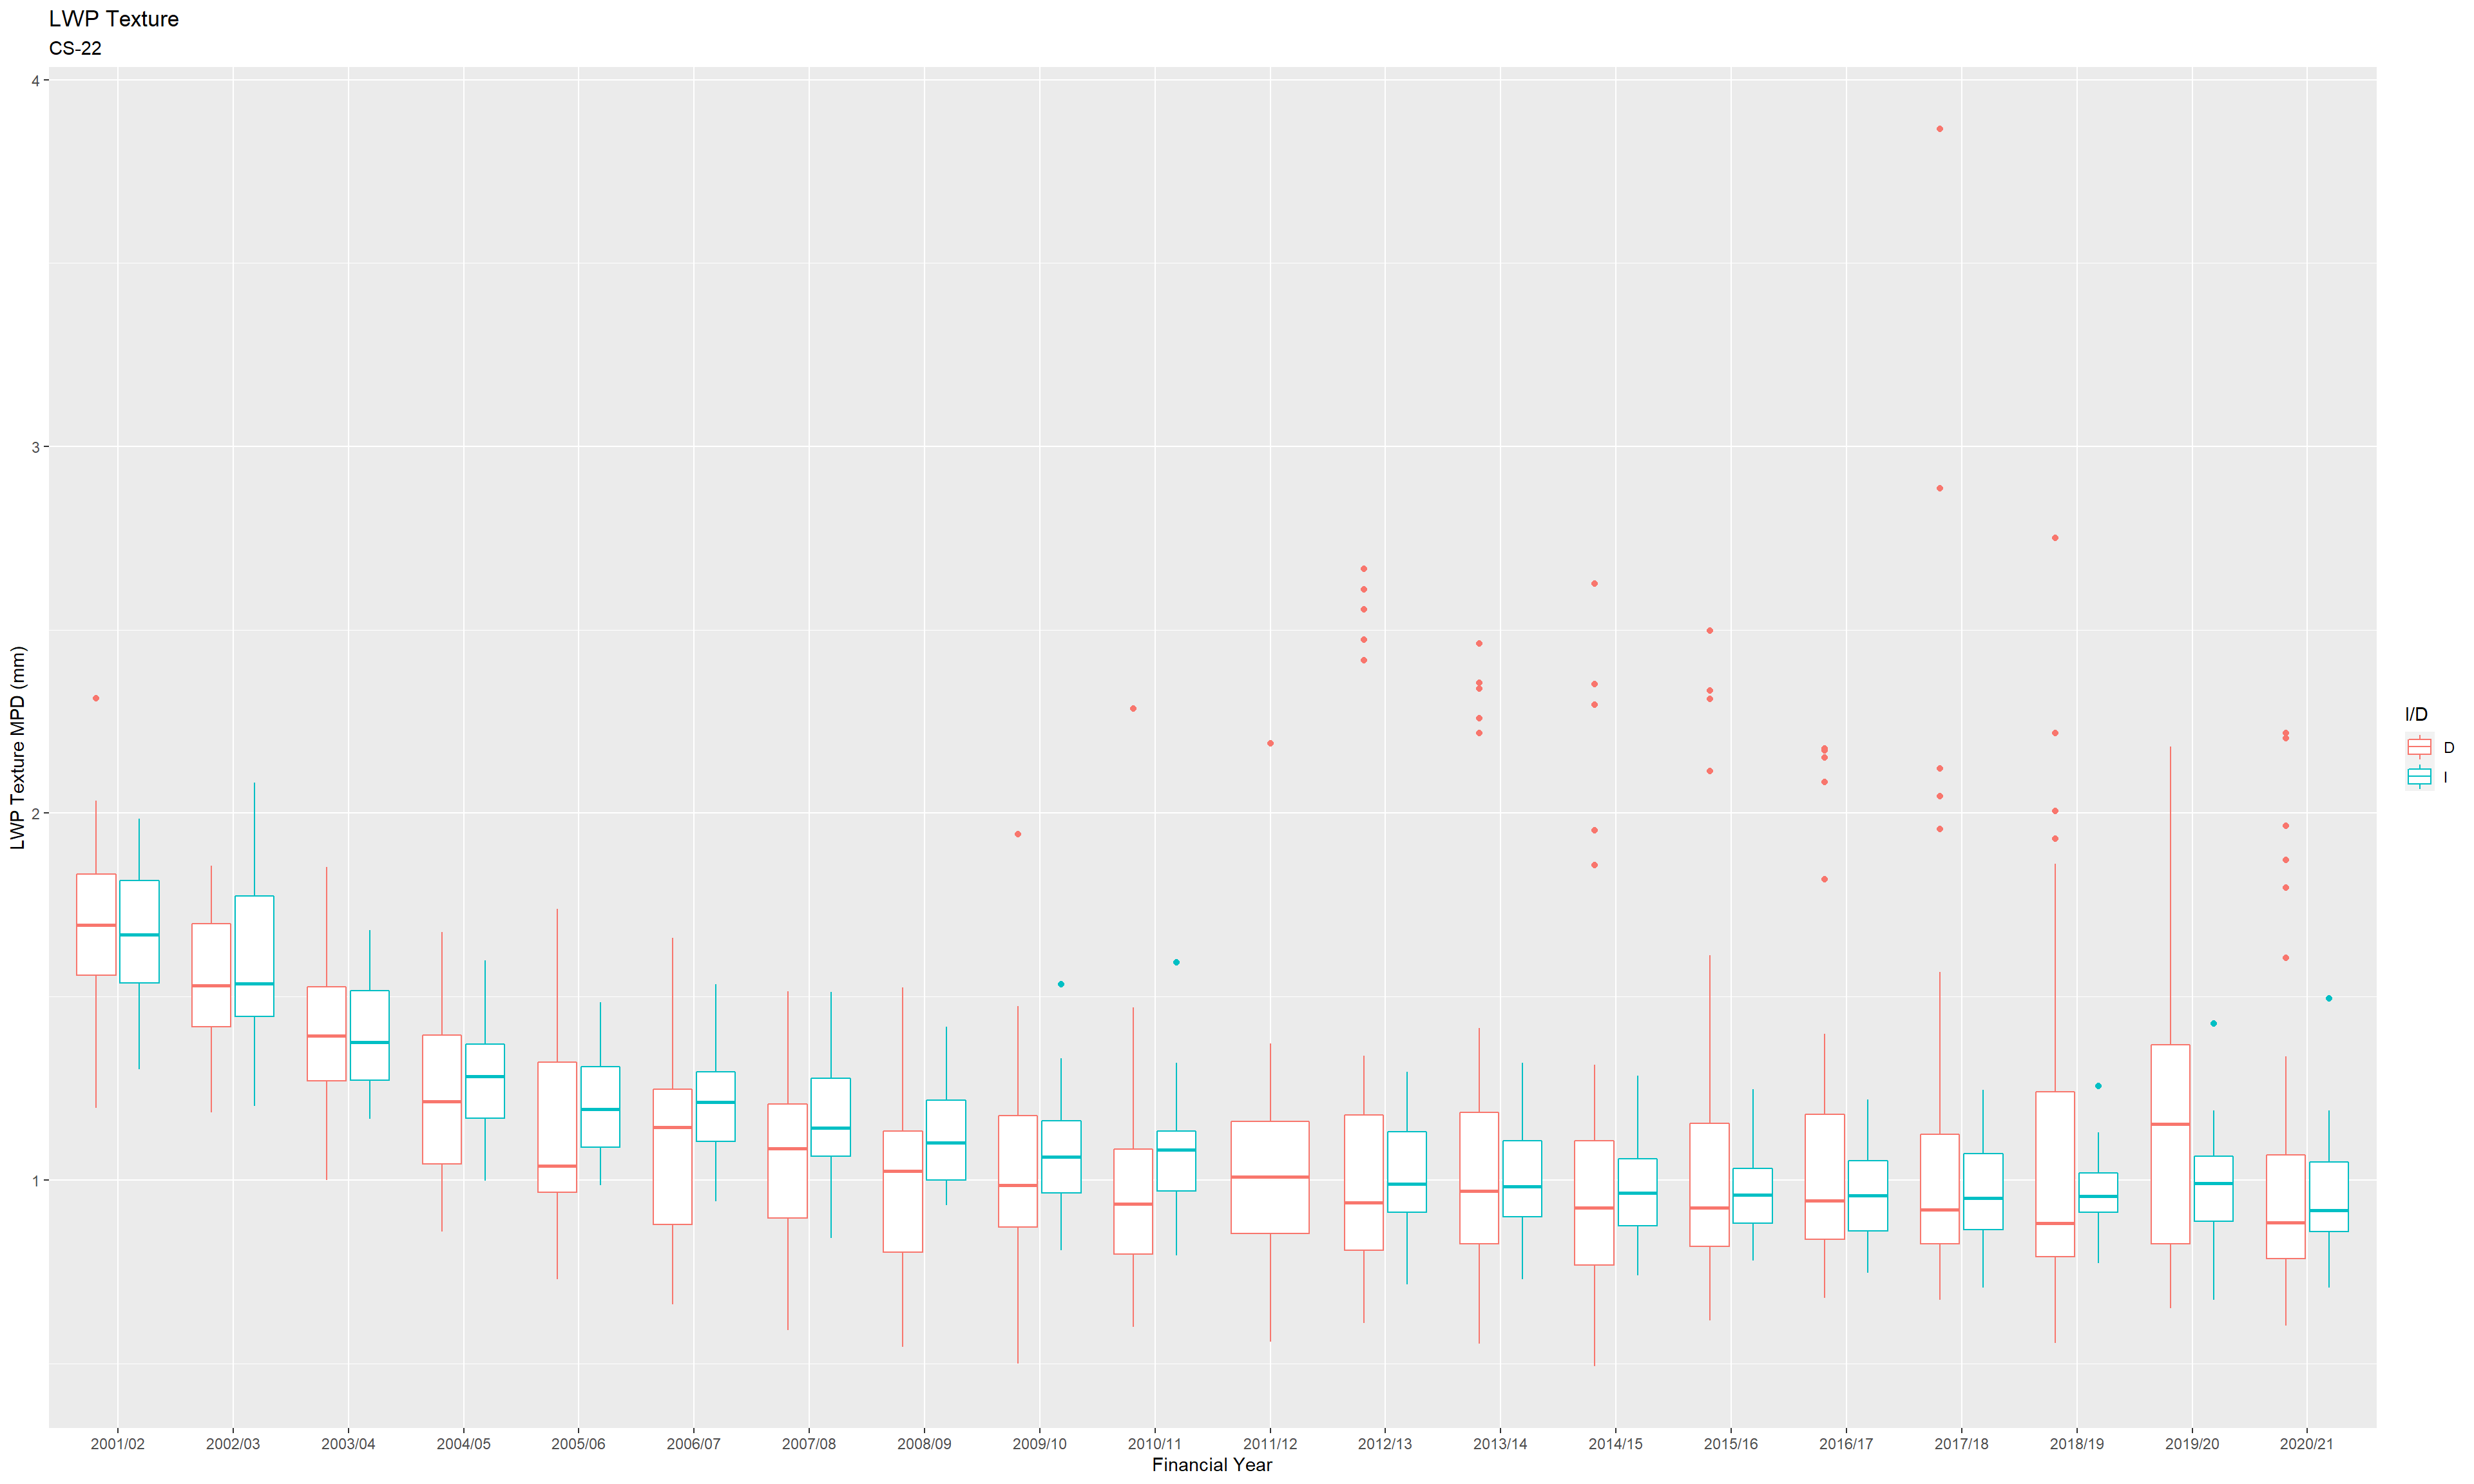 LWP Texture
CS-22
LWP Texture MPD (mm)
4
3
2
1
2001/02 2002/03 2003/04 2004/05 2005/06 2006/07 2007/08 2008/09 2009/10 2010/11 2011/12 2012/13 2013/14 2014/15 2015/16 2016/17 2017/18 2018/19 2019/20 2020/21
Financial Year
I/D
D
I